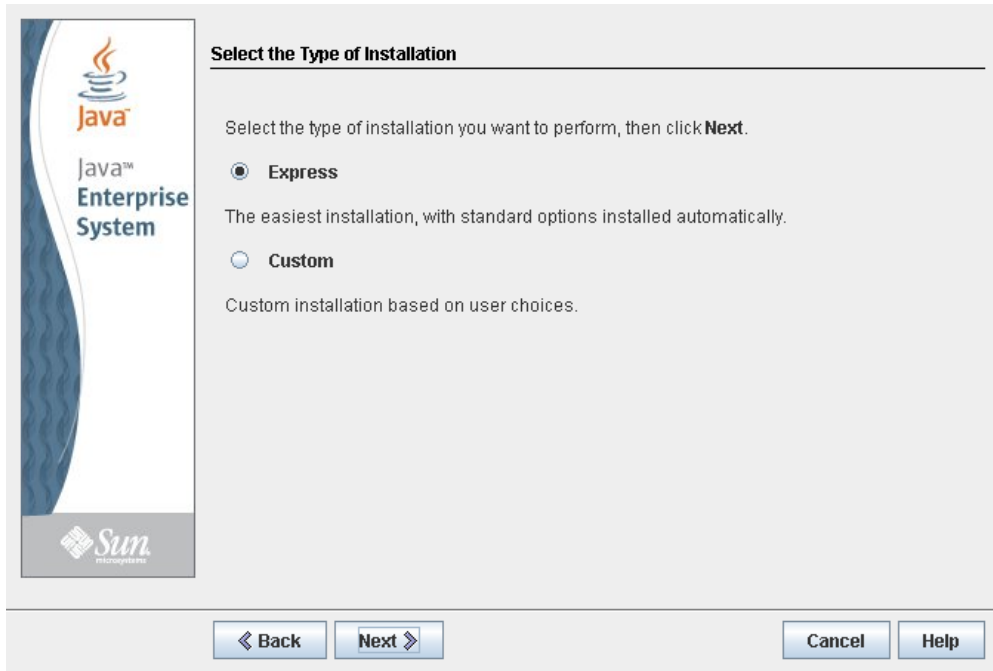 Select the Type of Installation
Java™
Java™
Enterprise
System
Sun
microsystems
Select the type of installation you want to perform, then click Next.
Express
The easiest installation, with standard options installed automatically.
Custom
Custom installation based on user choices.
Back
Next
Cancel
Help